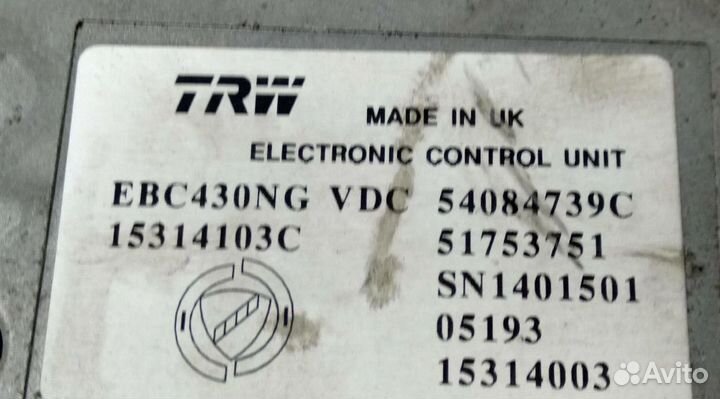 TRW
MADE IN UK
ELECTRONIC CONTROL UNIT
EBC430NG VDC 54084739C
15314103C 51753751
SN1401501
05193
15314003
Avito